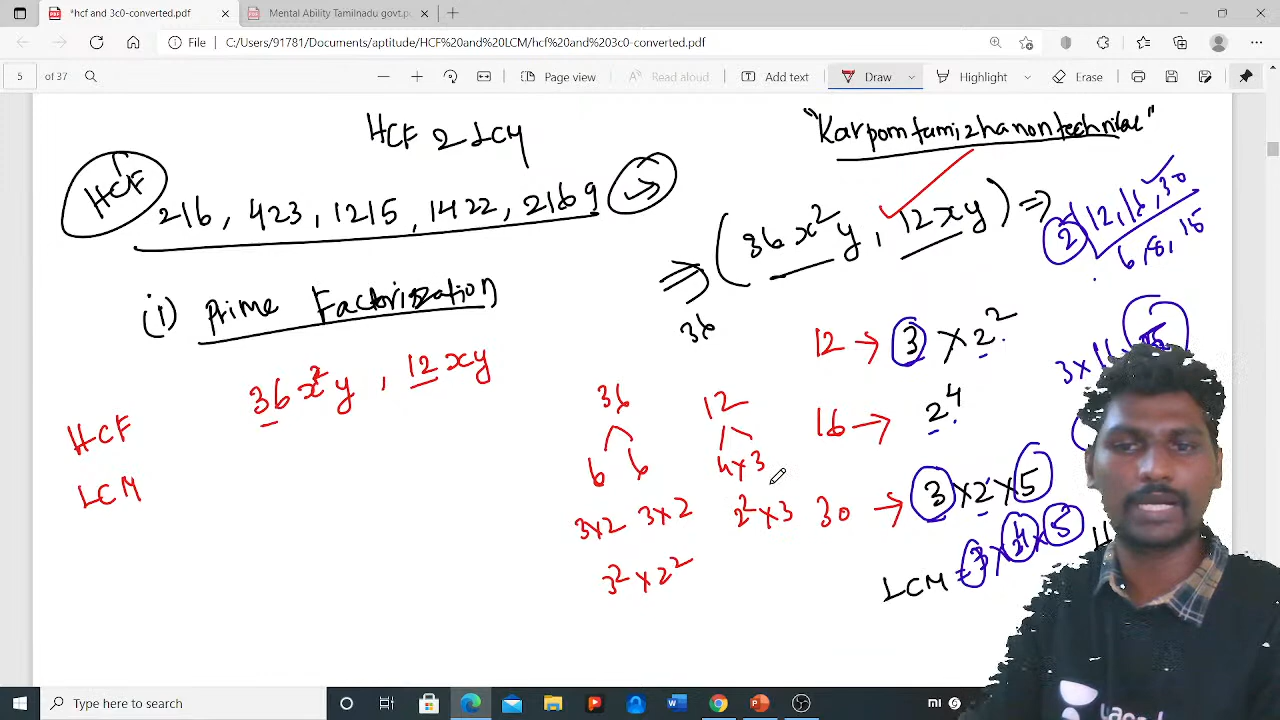 *hcf and 3c0-converted.pdf
Mental Ability Tamilnadu govt.p
File C:/Users/91781/Documents/aptitude/HCF%20and%20LCM/hcf%20and%203c0-converted.pdf
5 of 37
Page view
Read aloud
Add text
Draw
Highlight
Erase
HCF & LCM
"Karpom tamizha nontechnical"
HCF
216, 423, 1215, 1422, 2169
⇒ (36x²y, 12xy) ⇒
36
2 12, 16, 30
6, 8, 15
(i) Prime Factorization
36x²y, 12xy
HCF
LCM
36
6 6
3×2 3×2
3² × 2²
12
4×3
2²×3
12 → 3 × 2²
16 → 2⁴
30 → 3×2×5
3×16×
Type here to search